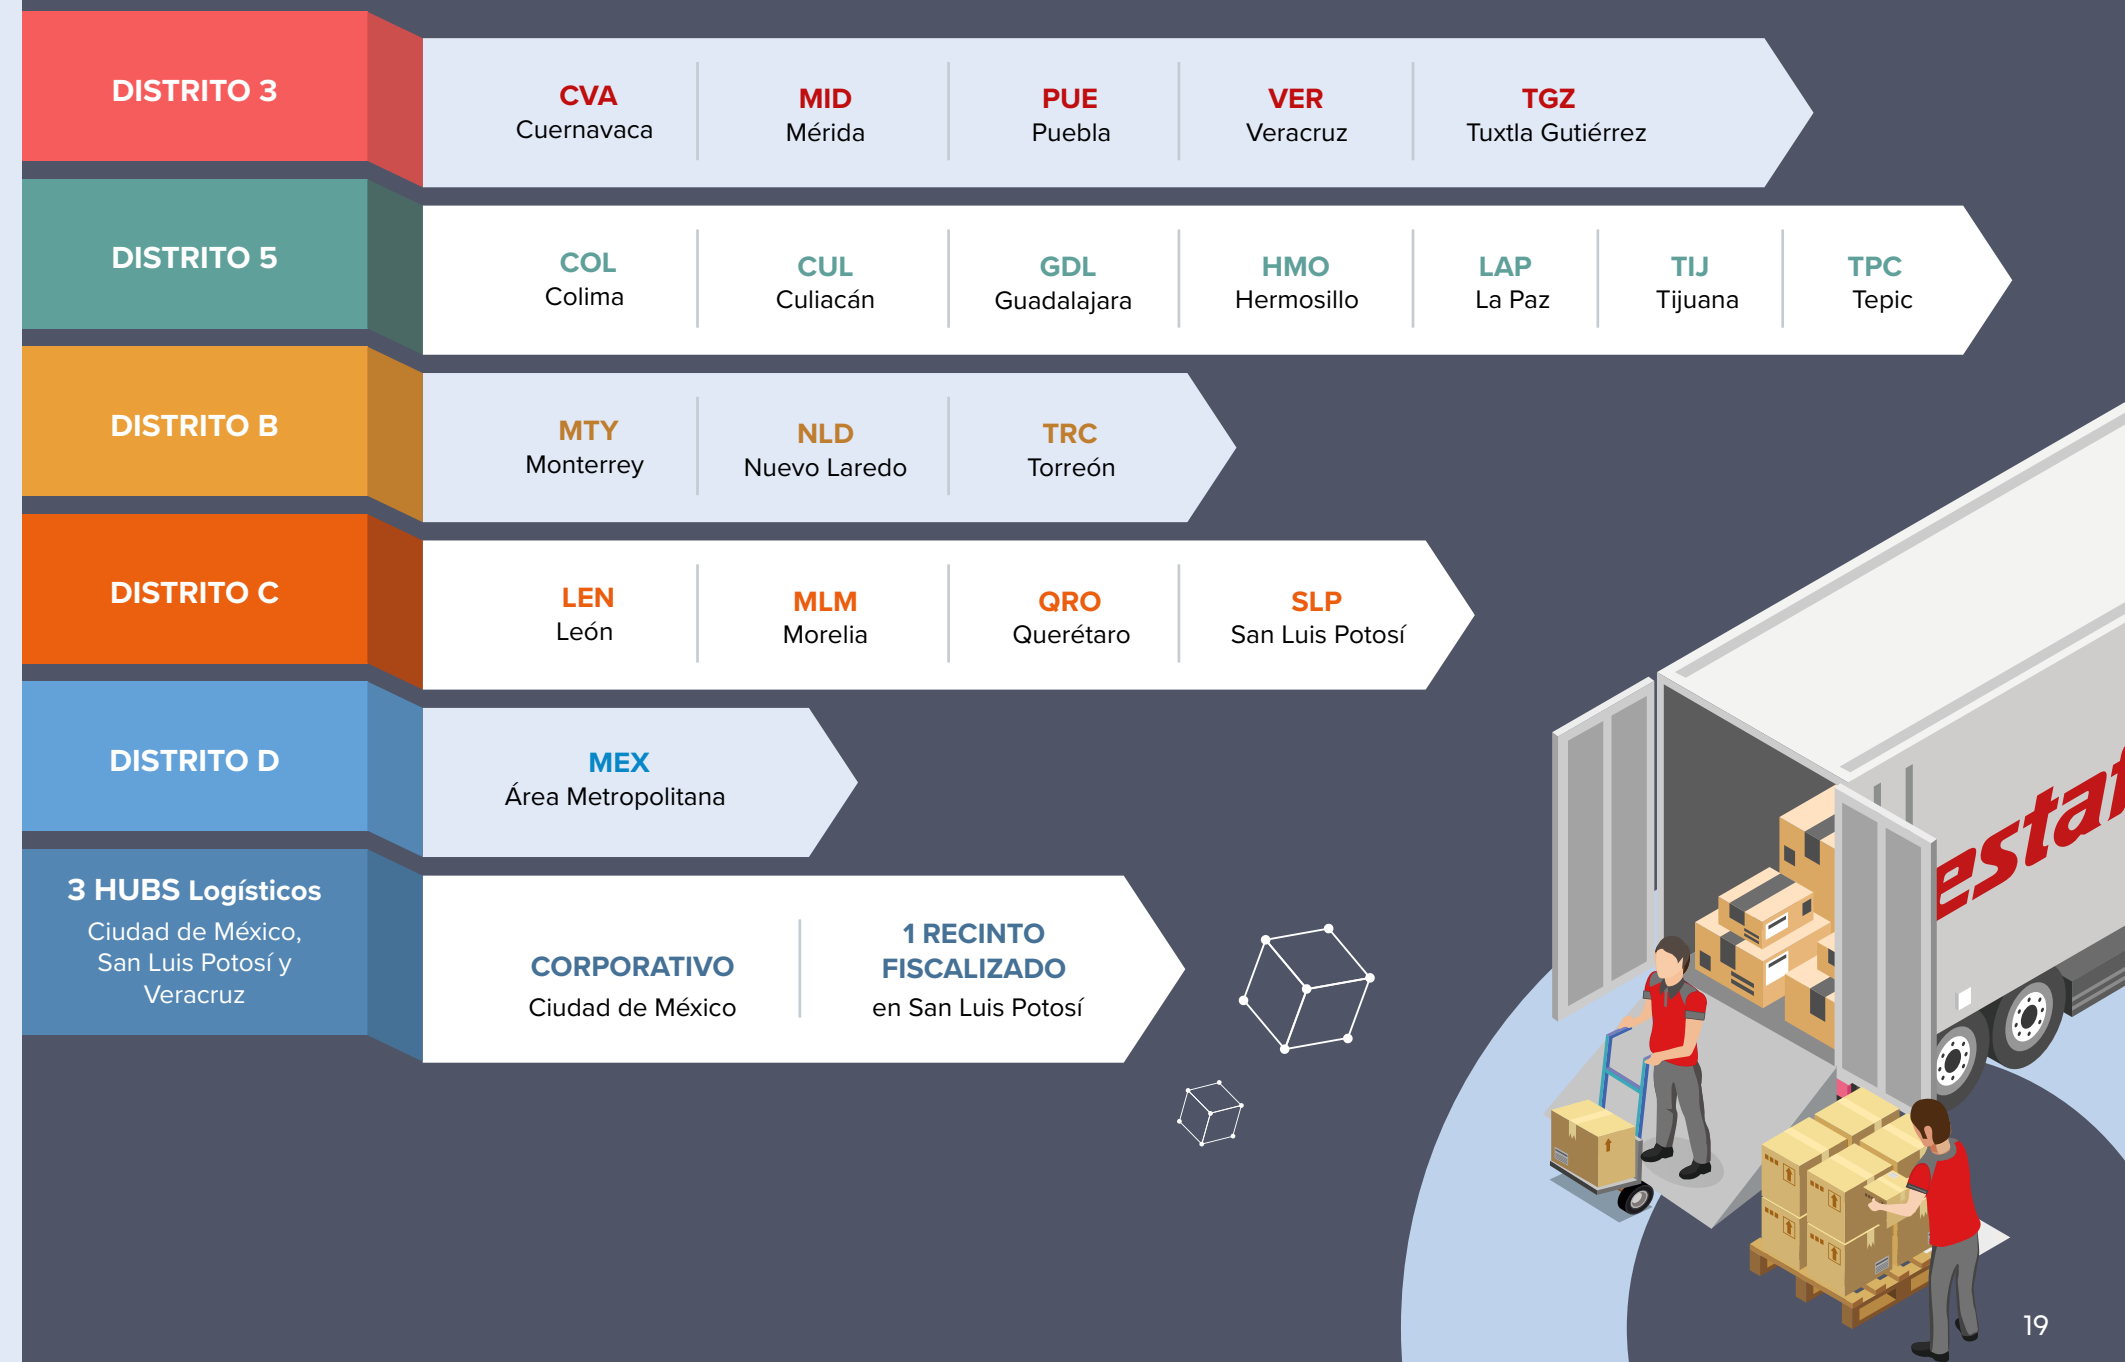 DISTRITO 3
CVA
Cuernavaca
MID
Mérida
PUE
Puebla
VER
Veracruz
TGZ
Tuxtla Gutiérrez
DISTRITO 5
COL
Colima
CUL
Culiacán
GDL
Guadalajara
HMO
Hermosillo
LAP
La Paz
TIJ
Tijuana
TPC
Tepic
DISTRITO B
MTY
Monterrey
NLD
Nuevo Laredo
TRC
Torreón
DISTRITO C
LEN
León
MLM
Morelia
QRO
Querétaro
SLP
San Luis Potosí
DISTRITO D
MEX
Área Metropolitana
3 HUBS Logísticos
Ciudad de México,
San Luis Potosí y
Veracruz
CORPORATIVO
Ciudad de México
1 RECINTO
FISCALIZADO
en San Luis Potosí
estaf
19